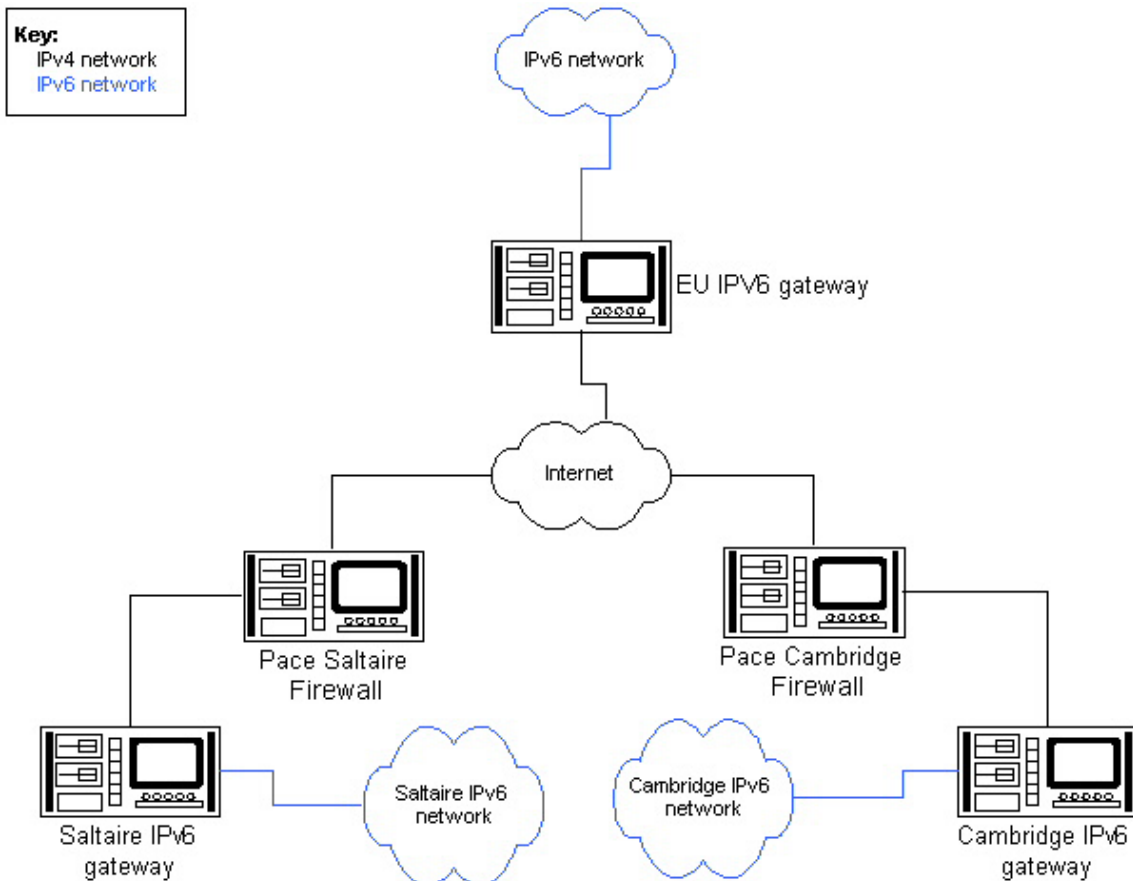 Key:
IPv4 network
IPv6 network
IPv6 network
EU IPV6 gateway
Internet
Pace Saltaire
Firewall
Pace Cambridge
Firewall
Saltaire IPv6
network
Cambridge IPv6
network
Saltaire IPv6
gateway
Cambridge IPv6
gateway